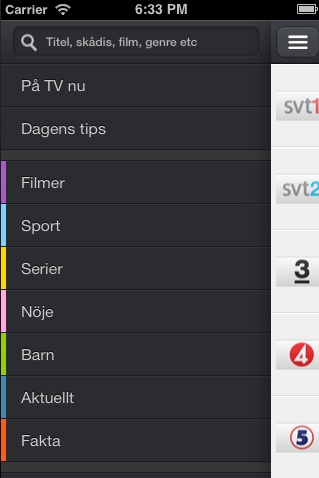 Carrier 6:33 PM
Titel, skådis, film, genre etc
På TV nu
Dagens tips
Filmer
Sport
Serier
Nöje
Barn
Aktuellt
Fakta
svt1
svt2
3
4
5